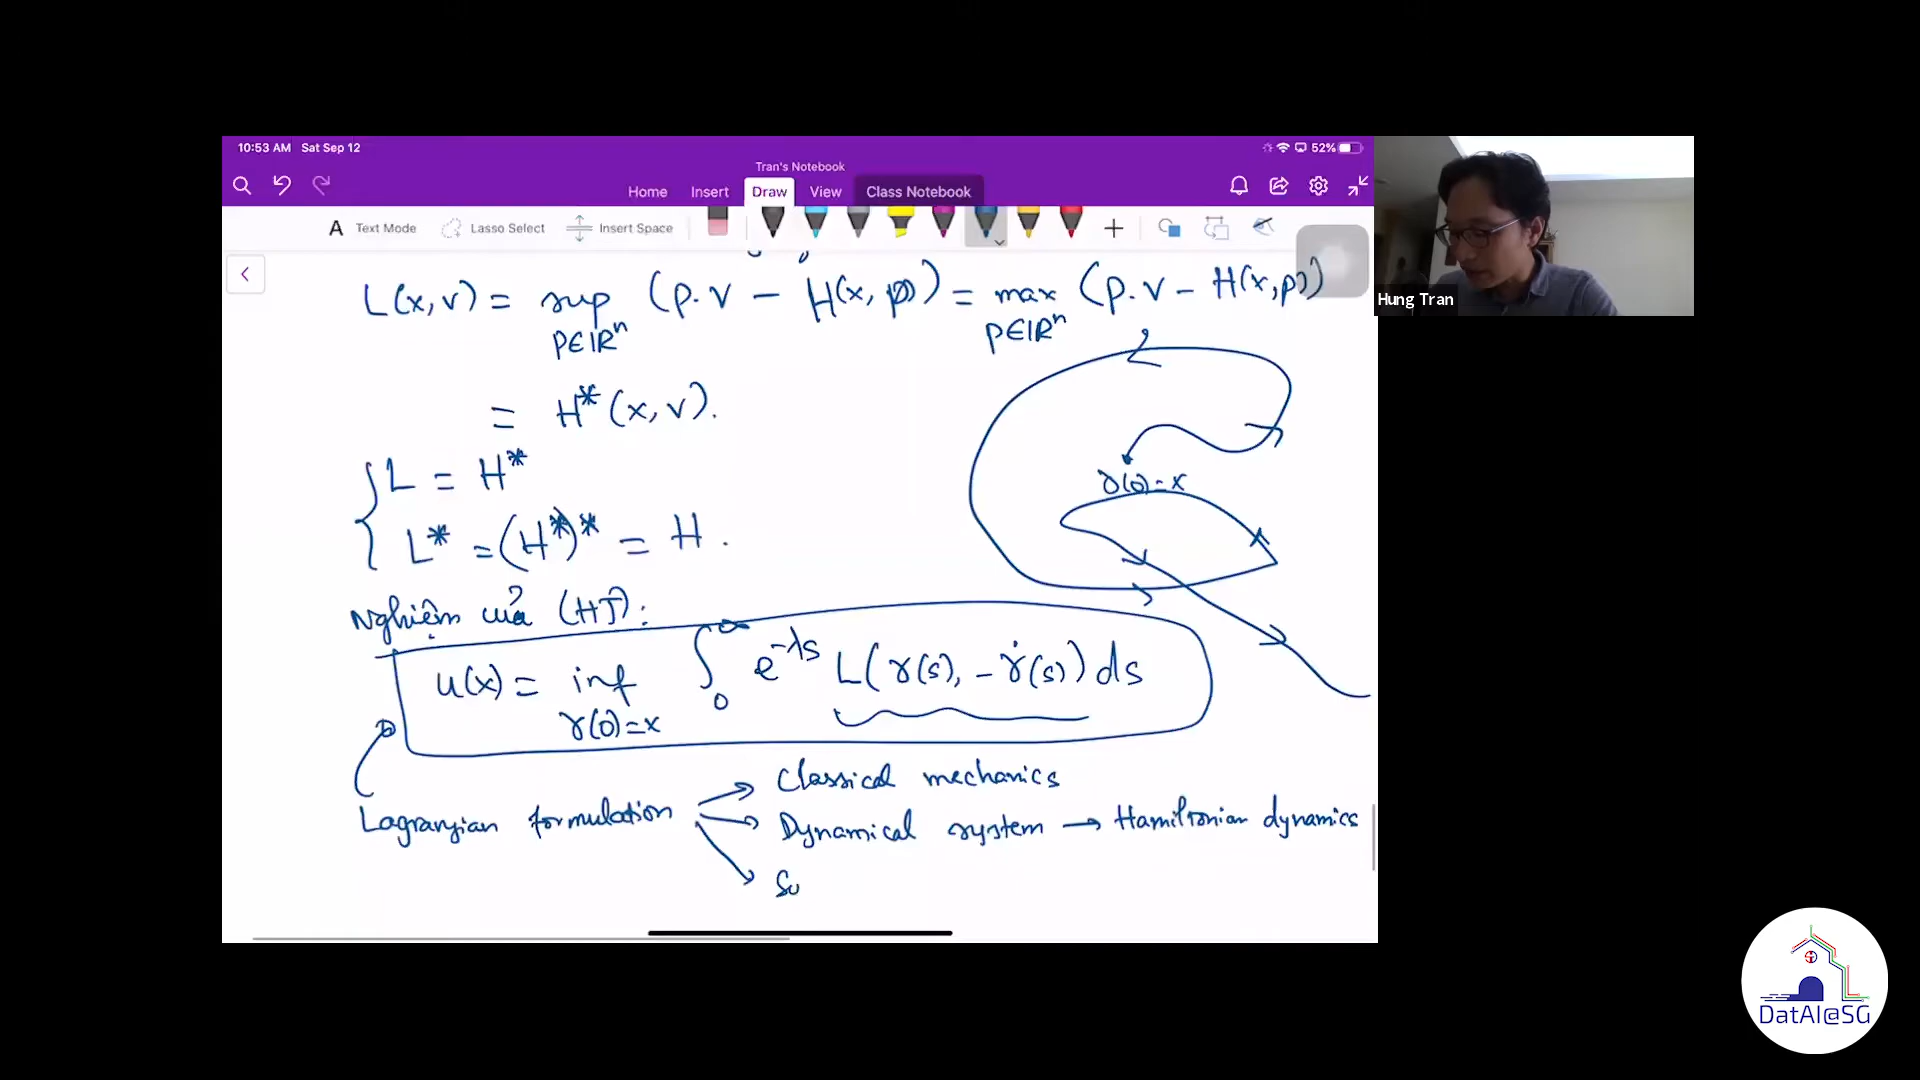 10:53 AM Sat Sep 12
52%
Tran's Notebook
Home Insert Draw View Class Notebook
A Text Mode Lasso Select Insert Space
L(x,v) = sup (p.v − H(x,p)) = max (p.v − H(x,p))
p∈ℝⁿ p∈ℝⁿ
= H*(x,v).
L = H*
γ(0)=x
L* = (H*)* = H.
Nghiệm của (HJ):
u(x) = inf ∫₀^∞ e^{-λs} L(γ(s), −γ̇(s)) ds
γ(0)=x
Classical mechanics
Lagrangian formulation
Dynamical system → Hamiltonian dynamics
So
Hung Tran
DatAI@SG